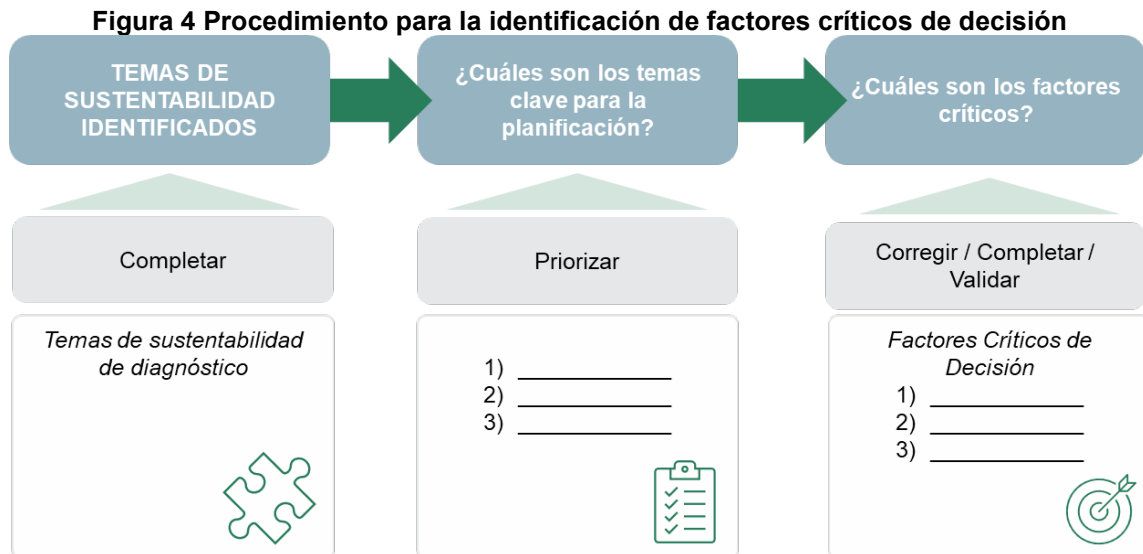 Figura 4 Procedimiento para la identificación de factores críticos de decisión
TEMAS DE
SUSTENTABILIDAD
IDENTIFICADOS
¿Cuáles son los temas
clave para la
planificación?
¿Cuáles son los factores
críticos?
Completar
Priorizar
Corregir / Completar /
Validar
Temas de sustentabilidad
de diagnóstico
1) ____________
2) ____________
3) ____________
Factores Críticos de
Decisión
1) ____________
2) ____________
3) ____________